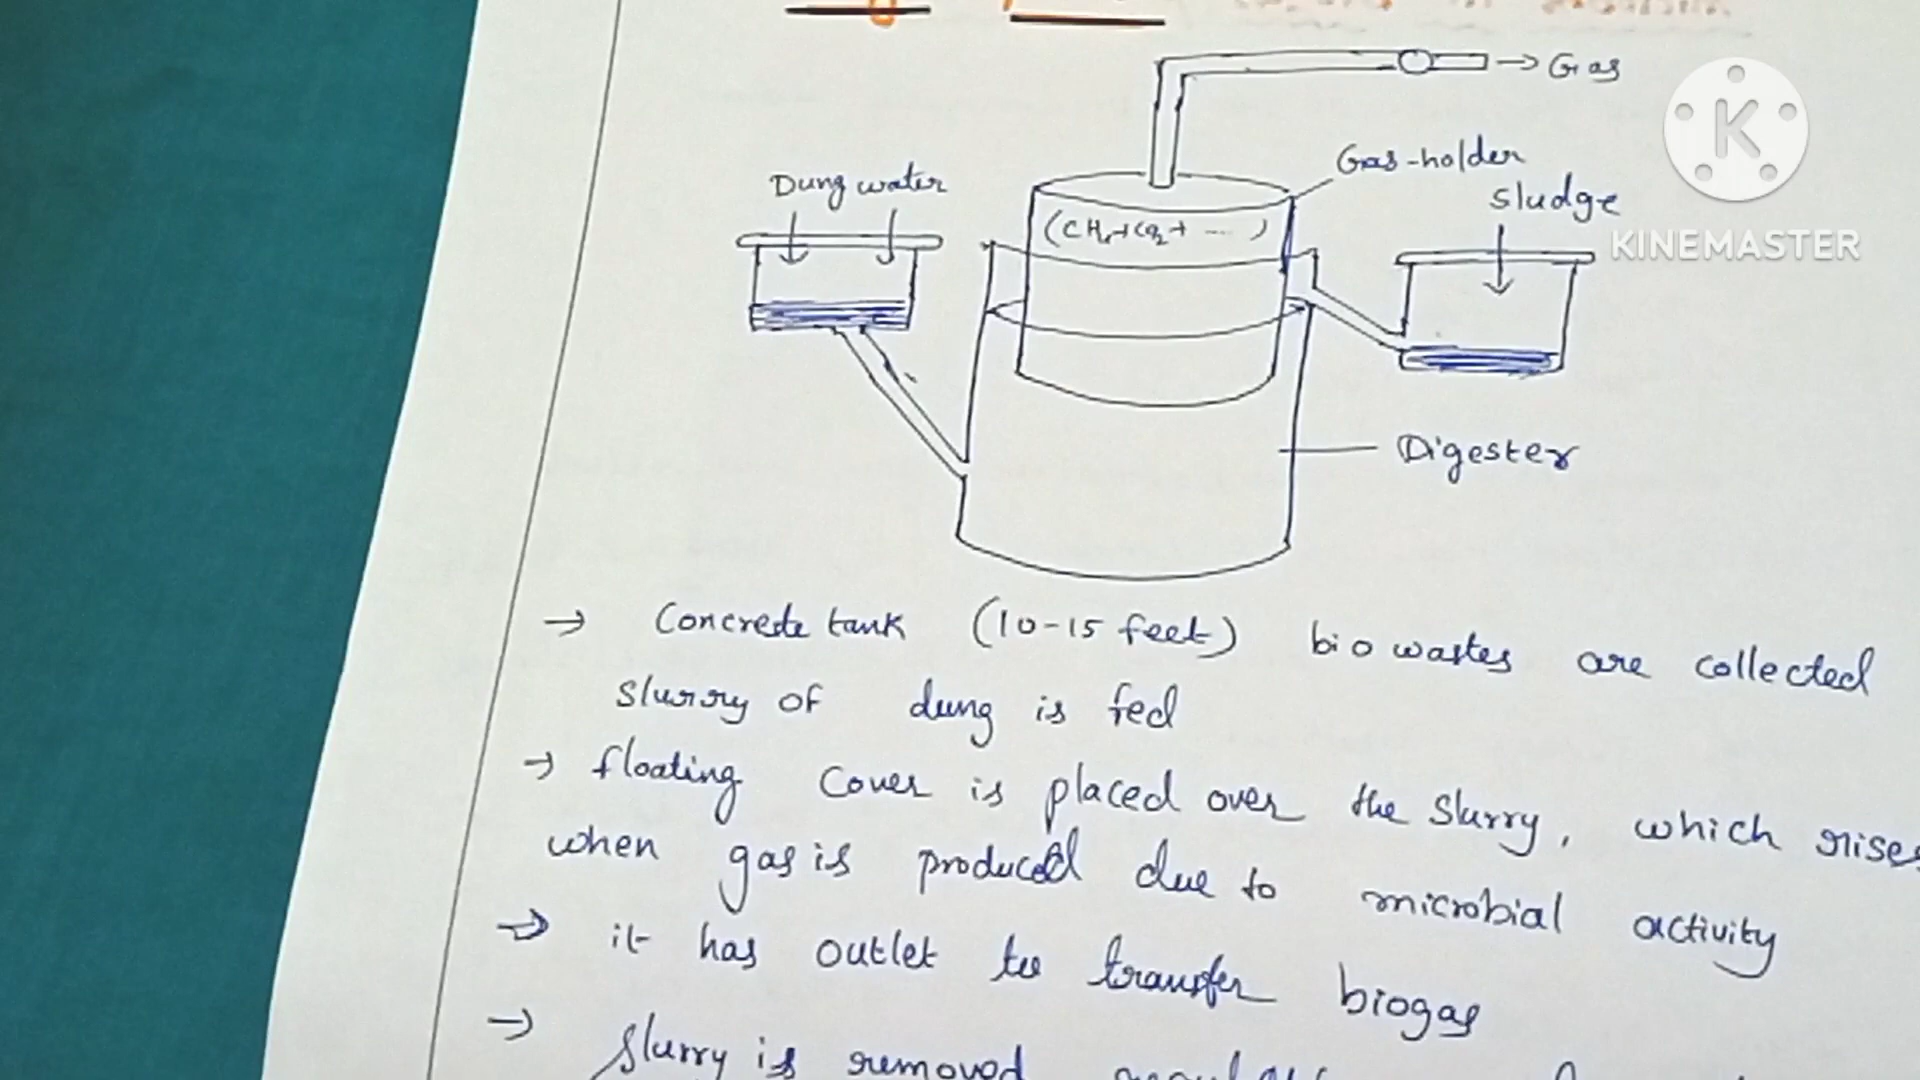 → Gas
Gas-holder
Dung water
sludge
K
KINEMASTER
(CH4+CO2+ ....)
Digester
→ Concrete tank (10-15 feet) bio wastes are collected
slurry of dung is fed
→ floating cover is placed over the slurry, which rises
when gas is produced due to microbial activity
→ it has outlet to transfer biogas
→ slurry is removed